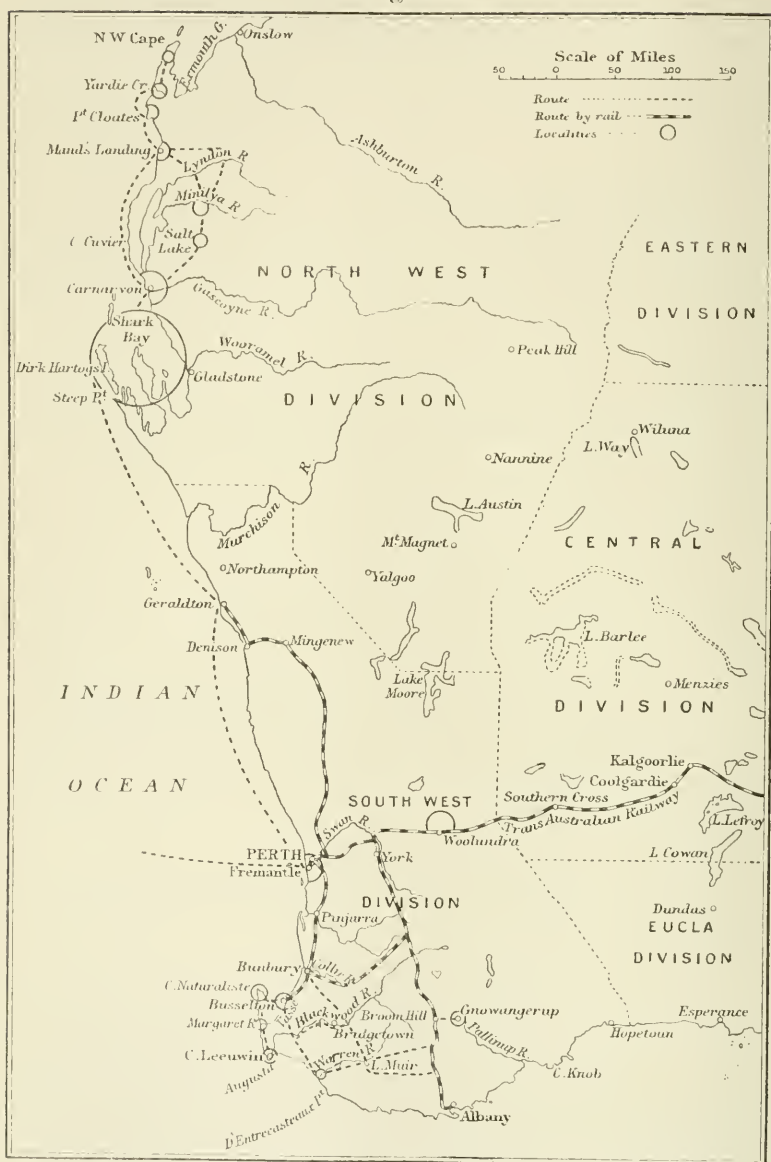 NW Cape
Exmouth G.
Onslow
Scale of Miles
50 0 50 100 150
Yardie Cr.
Route
Route by rail
Localities
Pt. Cloates
Maud's Landing
Lyndon R
Ashburton R.
Minilya R
C. Cuvier
Salt
Lake
EASTERN
DIVISION
NORTH WEST
DIVISION
Carnarvon
Gascoyne R.
Shark
Bay
Wooramel R.
Peak Hill
Dirk Hartogs I.
Gladstone
Steep Pt.
Wiluna
L. Way
Nannine
Murchison R.
L. Austin
Mt. Magnet
CENTRAL
DIVISION
Northampton
Yalgoo
Geraldton
Denison
Mingenew
L. Barlee
Lake
Moore
Menzies
INDIAN
OCEAN
Kalgoorlie
Coolgardie
Southern Cross
Trans Australian Railway
SOUTH WEST
DIVISION
Swan R.
Woolundra
L. Lefroy
PERTH
Fremantle
York
L. Cowan
Pinjarra
Dundas
EUCLA
DIVISION
Bunbury
Collie R.
C. Naturaliste
Busselton
Vasse
Blackwood R.
Broom Hill
Gnowangerup
Esperance
Margaret R.
Bridgetown
Pallinup R.
Hopetoun
C. Leeuwin
Warren R.
L. Muir
C. Knob
Augusta
D'Entrecasteaux Pt.
Albany